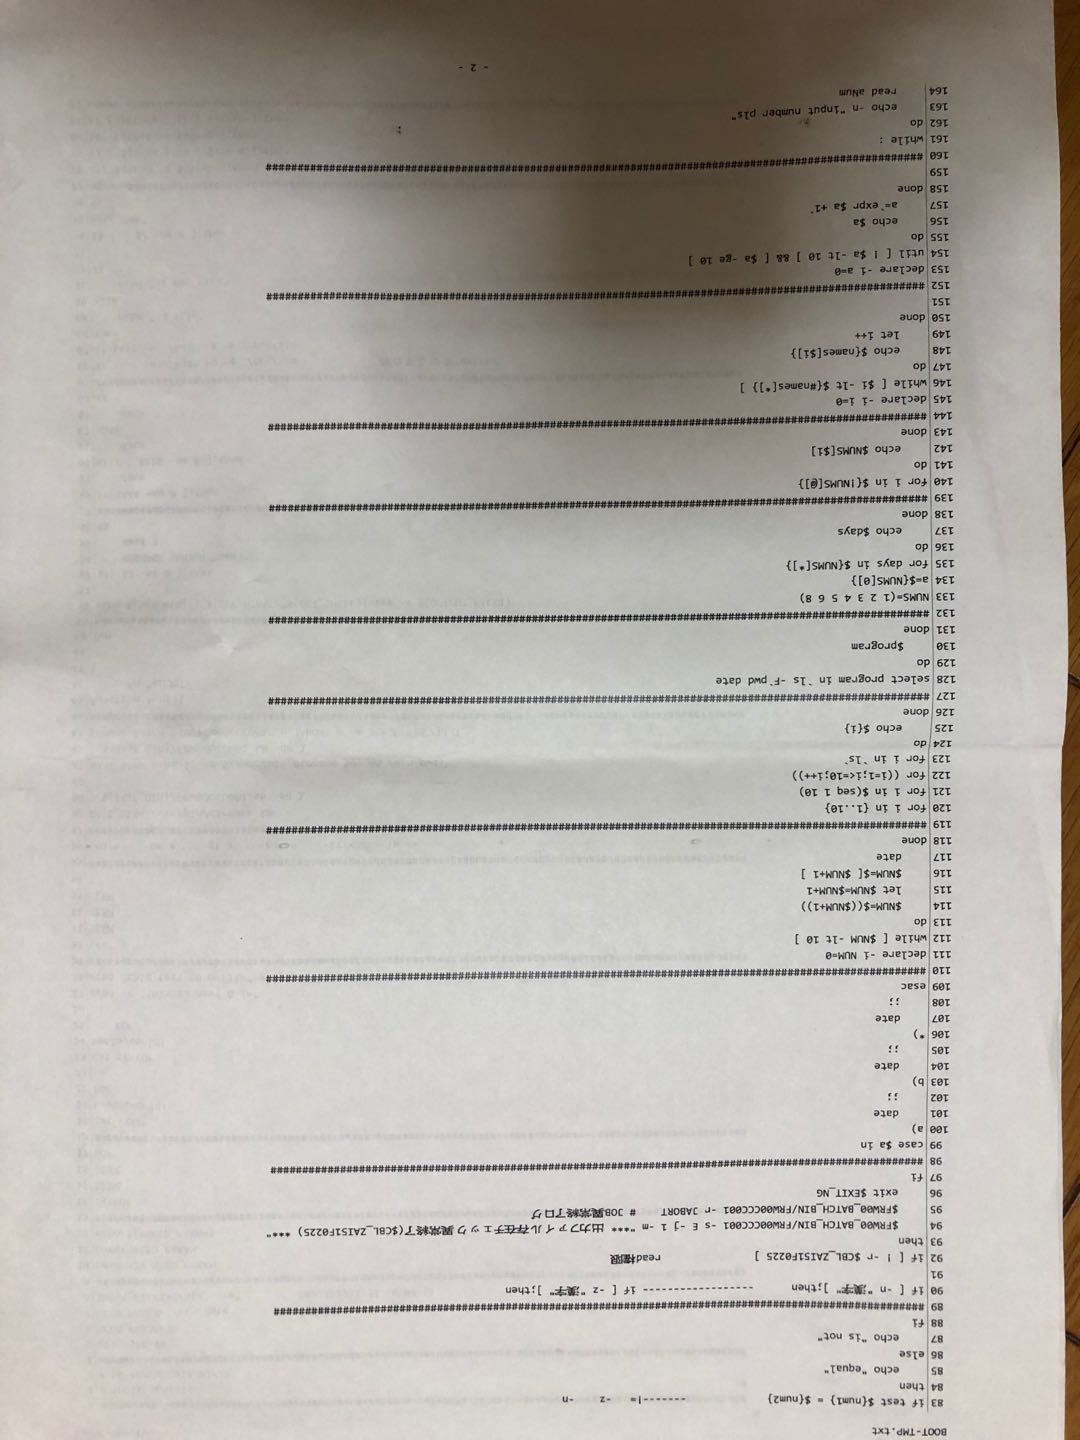 BOOT-TMP.txt
83 if test ${num1} = ${num2}          -------!=   -z    -n
84 then
85     echo "equal"
86 else
87     echo "is not"
88 fi
89 ########################################################################################################
90 if [ -n "漢字" ];then      ------------------ if [ -z "漢字" ];then
91
92 if [ ! -r $CBL_ZAI51F0225 ]               read権限
93 then
94     $FRW00_BATCH_BIN/FRW00CCC001 -s E -j 1 -m "*** 出力ファイル存在チェック異常終了($CBL_ZAI51F0225) ***"
95     $FRW00_BATCH_BIN/FRW00CCC001 -r JABORT   # JOB異常終了ログ
96     exit $EXIT_NG
97 fi
98 ########################################################################################################
99 case $a in
100 a)
101     date
102     ;;
103 b)
104     date
105     ;;
106 *)
107     date
108     ;;
109 esac
110 ########################################################################################################
111 declare -i NUM=0
112 while [ $NUM -lt 10 ]
113 do
114     $NUM=$(($NUM+1))
115     let $NUM=$NUM+1
116     $NUM=$[ $NUM+1 ]
117     date
118 done
119 ########################################################################################################
120 for i in {1..10}
121 for i in $(seq 1 10)
122 for ((i=1;i<=10;i++))
123 for i in `ls`
124 do
125     echo ${i}
126 done
127 ########################################################################################################
128 select program in `ls -F` pwd date
129 do
130     $program
131 done
132 ########################################################################################################
133 NUMS=(1 2 3 4 5 6 8)
134 a=${NUMS[0]}
135 for days in ${NUMS[*]}
136 do
137     echo $days
138 done
139 ########################################################################################################
140 for i in ${!NUMS[@]}
141 do
142     echo $NUMS[$i]
143 done
144 ########################################################################################################
145 declare -i i=0
146 while [ $i -lt ${#names[*]} ]
147 do
148     echo ${names[$i]}
149     let i++
150 done
151
152 ########################################################################################################
153 declare -i a=0
154 util [ ! $a -lt 10 ] && [ $a -ge 10 ]
155 do
156     echo $a
157     a=`expr $a +1`
158 done
159
160 ########################################################################################################
161 while :
162 do
163     echo -n "input number pls"
164     read aNum
- 2 -